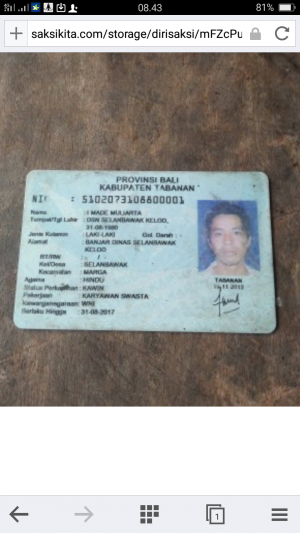 08.43
81%
saksikita.com/storage/dirisaksi/mFZcPu
PROVINSI BALI
KABUPATEN TABANAN
NIK : 5102073108800001
Nama : I MADE MULIARTA
Tempat/Tgl Lahir : DSN SELANBAWAK KELOD,
31-08-1980
Jenis Kelamin : LAKI-LAKI Gol. Darah : -
Alamat : BANJAR DINAS SELANBAWAK
KELOD
RT/RW : - / -
Kel/Desa : SELANBAWAK
Kecamatan : MARGA
Agama : HINDU
Status Perkawinan : KAWIN
Pekerjaan : KARYAWAN SWASTA
Kewarganegaraan : WNI
Berlaku Hingga : 31-08-2017
TABANAN
-11-2012
1